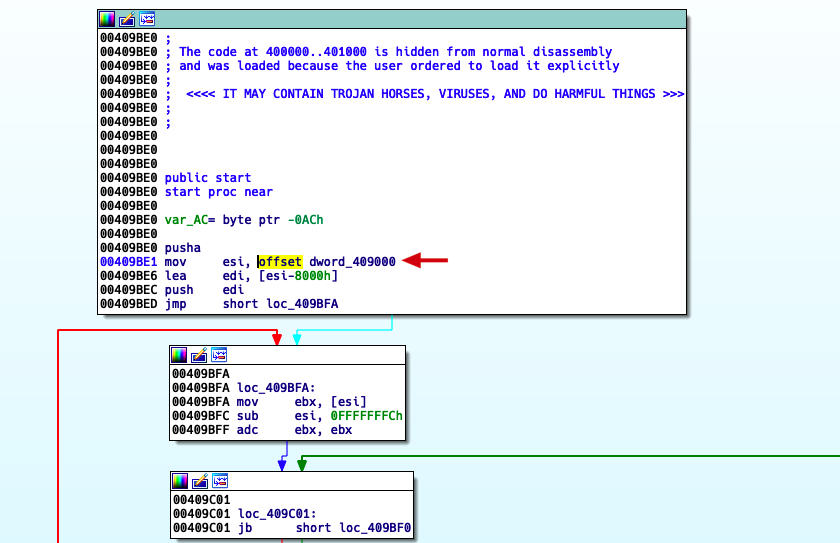 00409BE0 ;
00409BE0 ; The code at 400000..401000 is hidden from normal disassembly
00409BE0 ; and was loaded because the user ordered to load it explicitly
00409BE0 ;
00409BE0 ;  <<<< IT MAY CONTAIN TROJAN HORSES, VIRUSES, AND DO HARMFUL THINGS >>>
00409BE0 ;
00409BE0 ;
00409BE0
00409BE0
00409BE0
00409BE0 public start
00409BE0 start proc near
00409BE0
00409BE0 var_AC= byte ptr -0ACh
00409BE0
00409BE0 pusha
00409BE1 mov esi, offset dword_409000
00409BE6 lea edi, [esi-8000h]
00409BEC push edi
00409BED jmp short loc_409BFA
00409BFA
00409BFA loc_409BFA:
00409BFA mov ebx, [esi]
00409BFC sub esi, 0FFFFFFFCh
00409BFF adc ebx, ebx
00409C01
00409C01 loc_409C01:
00409C01 jb short loc_409BF0